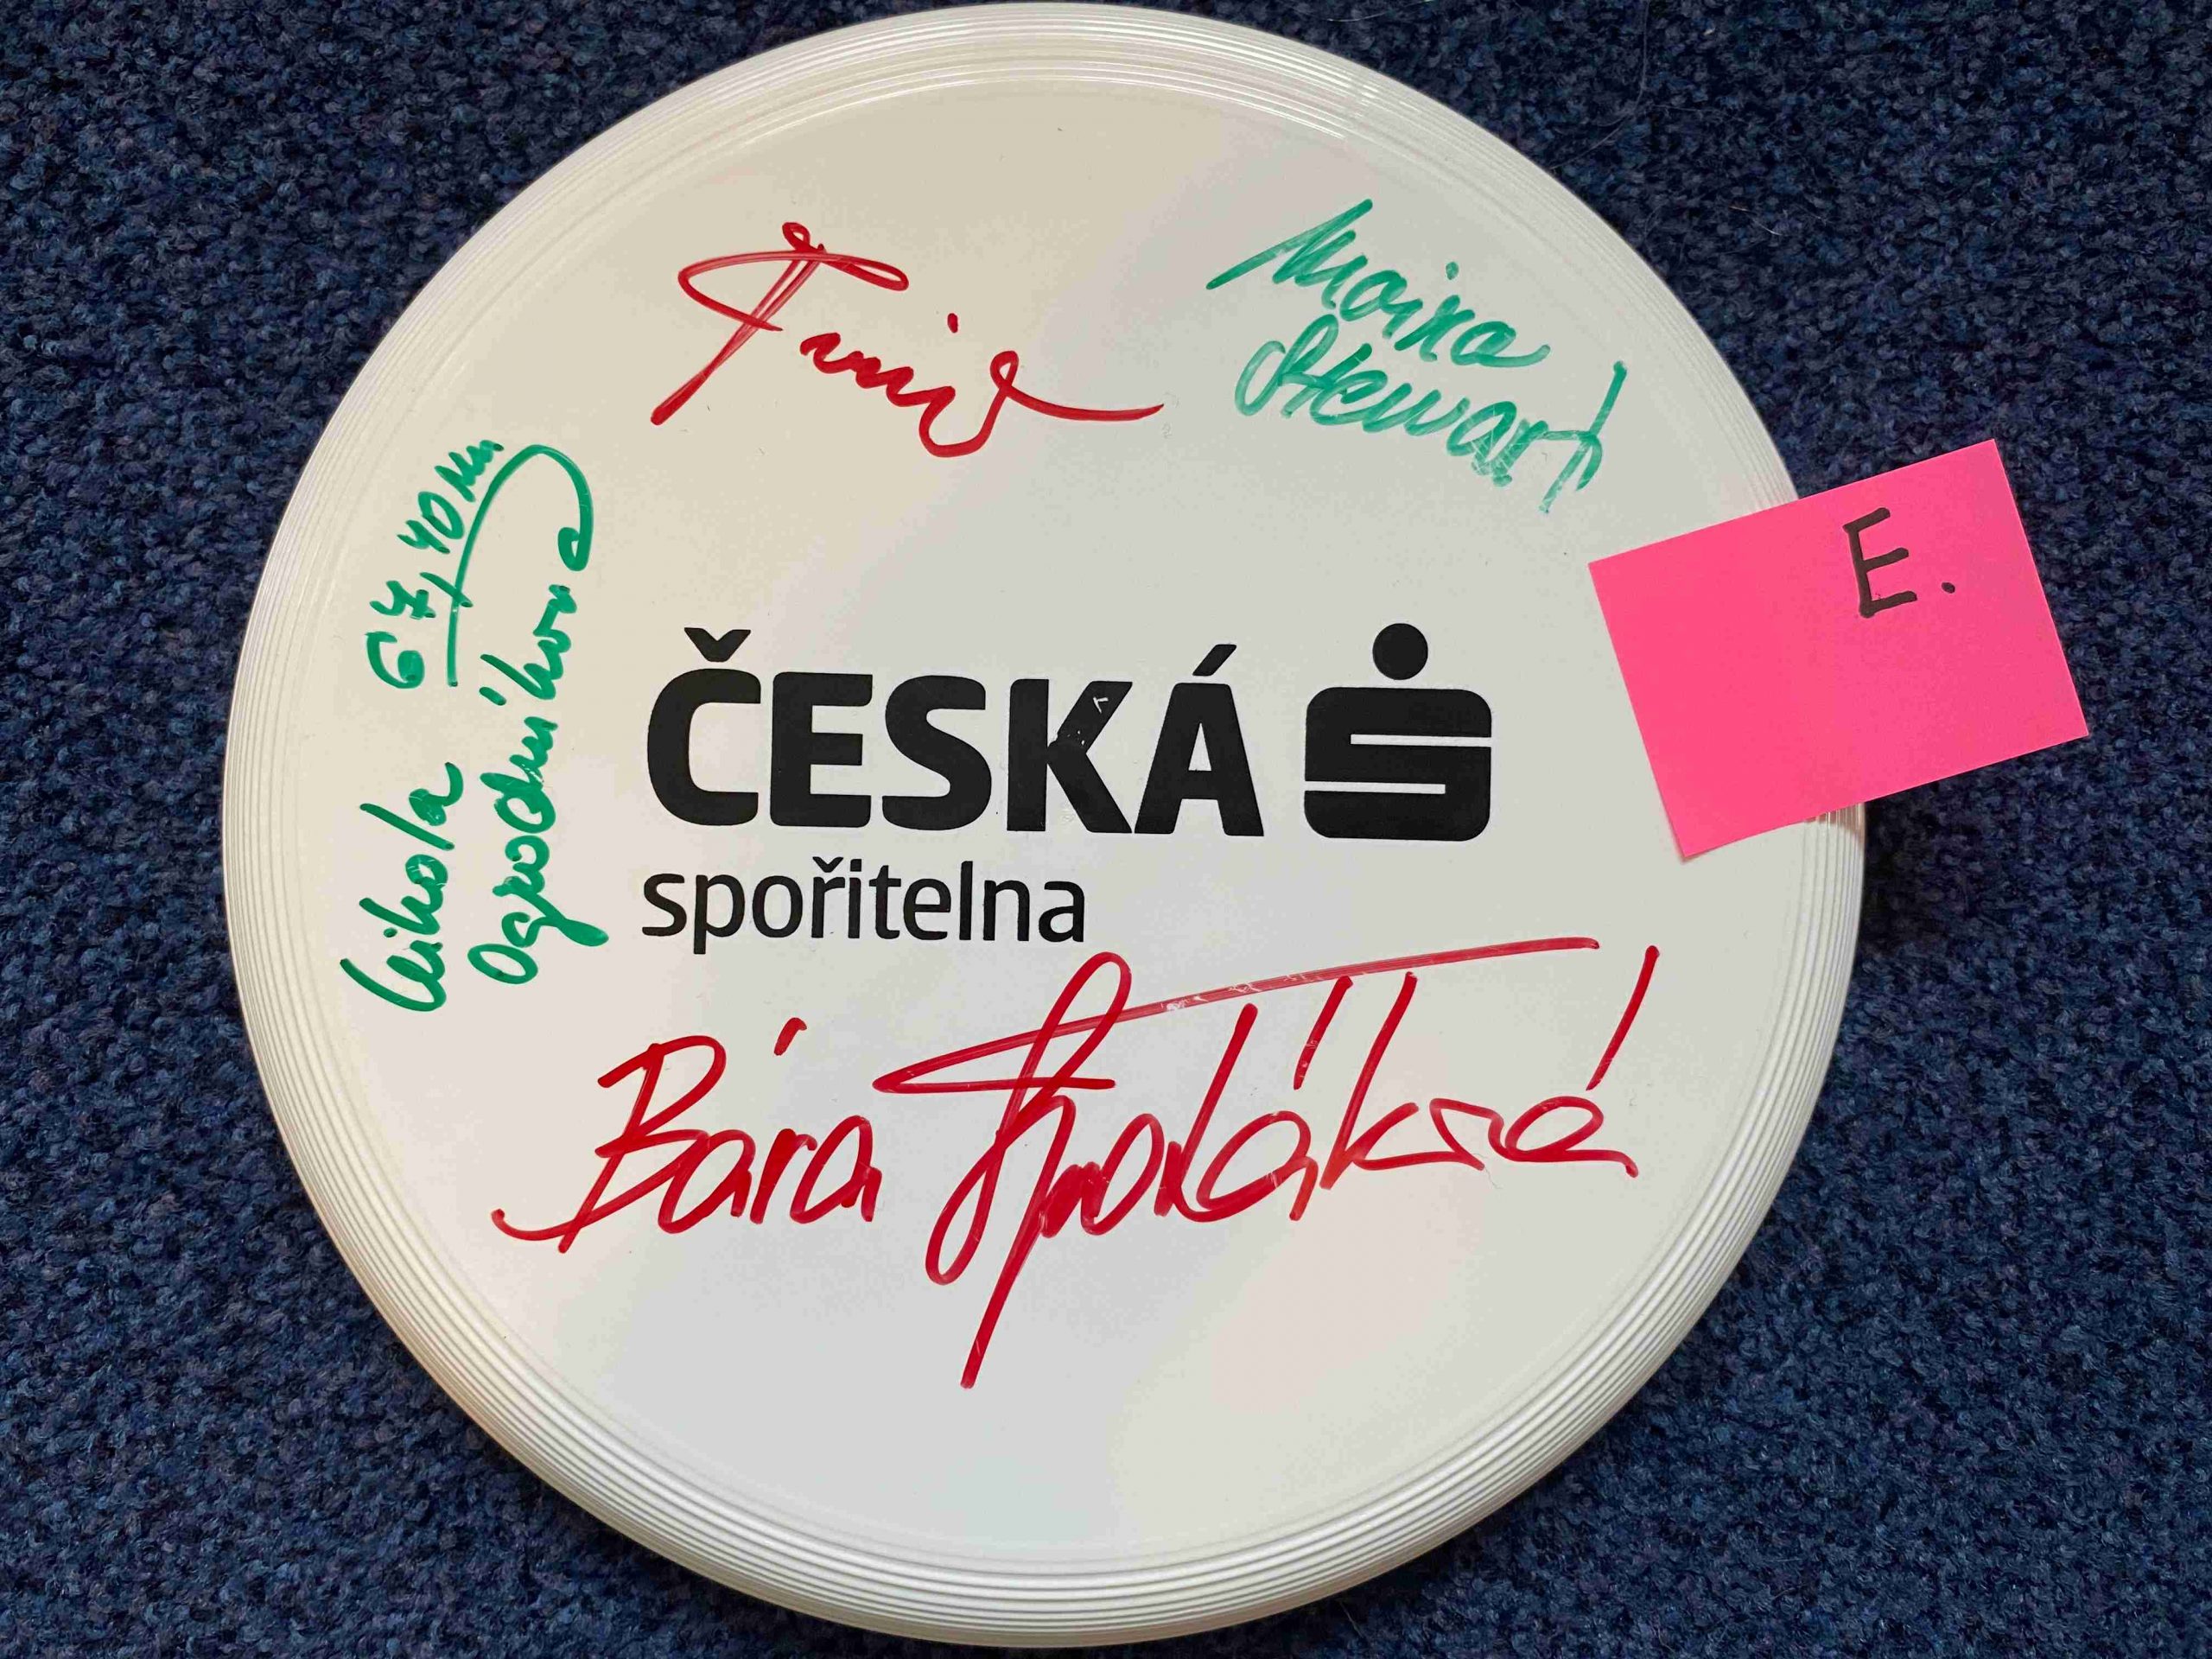 Moira
Stewart
E.
67,40m
Nikola
Ogrodníková
ČESKÁ
spořitelna
Bára Špotáková